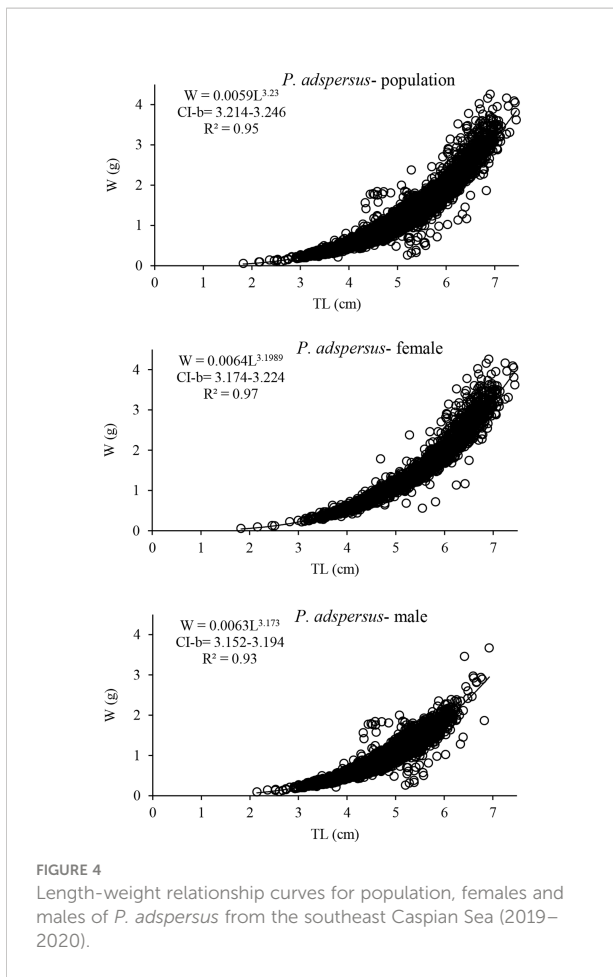 P. adspersus- population
W = 0.0059L^3.23
CI-b= 3.214-3.246
R² = 0.95
4
3
2
1
0
W (g)
0 1 2 3 4 5 6 7
TL (cm)
P. adspersus- female
W = 0.0064L^3.1989
CI-b= 3.174-3.224
R² = 0.97
4
3
2
1
0
W (g)
0 1 2 3 4 5 6 7
TL (cm)
P. adspersus- male
W = 0.0063L^3.173
CI-b= 3.152-3.194
R² = 0.93
4
3
2
1
0
W (g)
0 1 2 3 4 5 6 7
TL (cm)
FIGURE 4
Length-weight relationship curves for population, females and
males of P. adspersus from the southeast Caspian Sea (2019–
2020).